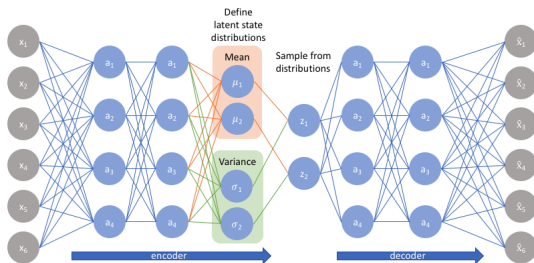 Define
latent state
distributions
Mean
Sample from
distributions
Variance
x₁
x₂
x₃
x₄
x₅
x₆
a₁
a₂
a₃
a₄
a₁
a₂
a₃
a₄
μ₁
μ₂
σ₁
σ₂
z₁
z₂
a₁
a₂
a₃
a₄
a₁
a₂
a₃
a₄
x̂₁
x̂₂
x̂₃
x̂₄
x̂₅
x̂₆
encoder
decoder